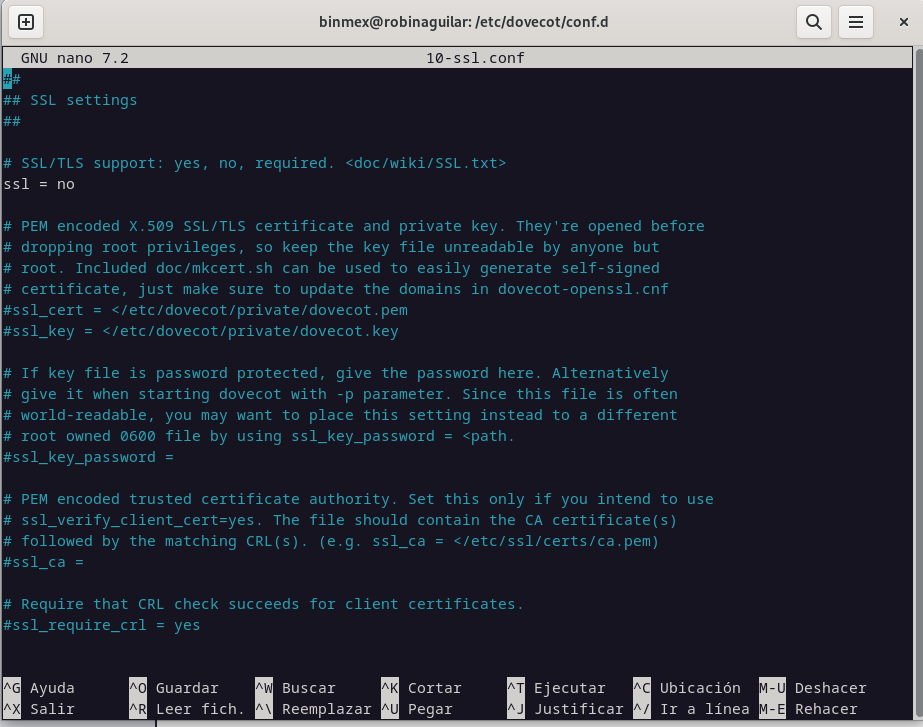 binmex@robinaguilar: /etc/dovecot/conf.d
GNU nano 7.2 10-ssl.conf
##
## SSL settings
##
# SSL/TLS support: yes, no, required. <doc/wiki/SSL.txt>
ssl = no
# PEM encoded X.509 SSL/TLS certificate and private key. They're opened before
# dropping root privileges, so keep the key file unreadable by anyone but
# root. Included doc/mkcert.sh can be used to easily generate self-signed
# certificate, just make sure to update the domains in dovecot-openssl.cnf
#ssl_cert = </etc/dovecot/private/dovecot.pem
#ssl_key = </etc/dovecot/private/dovecot.key
# If key file is password protected, give the password here. Alternatively
# give it when starting dovecot with -p parameter. Since this file is often
# world-readable, you may want to place this setting instead to a different
# root owned 0600 file by using ssl_key_password = <path.
#ssl_key_password =
# PEM encoded trusted certificate authority. Set this only if you intend to use
# ssl_verify_client_cert=yes. The file should contain the CA certificate(s)
# followed by the matching CRL(s). (e.g. ssl_ca = </etc/ssl/certs/ca.pem)
#ssl_ca =
# Require that CRL check succeeds for client certificates.
#ssl_require_crl = yes
^G Ayuda ^O Guardar ^W Buscar ^K Cortar ^T Ejecutar ^C Ubicación M-U Deshacer
^X Salir ^R Leer fich. ^\ Reemplazar ^U Pegar ^J Justificar ^/ Ir a línea M-E Rehacer